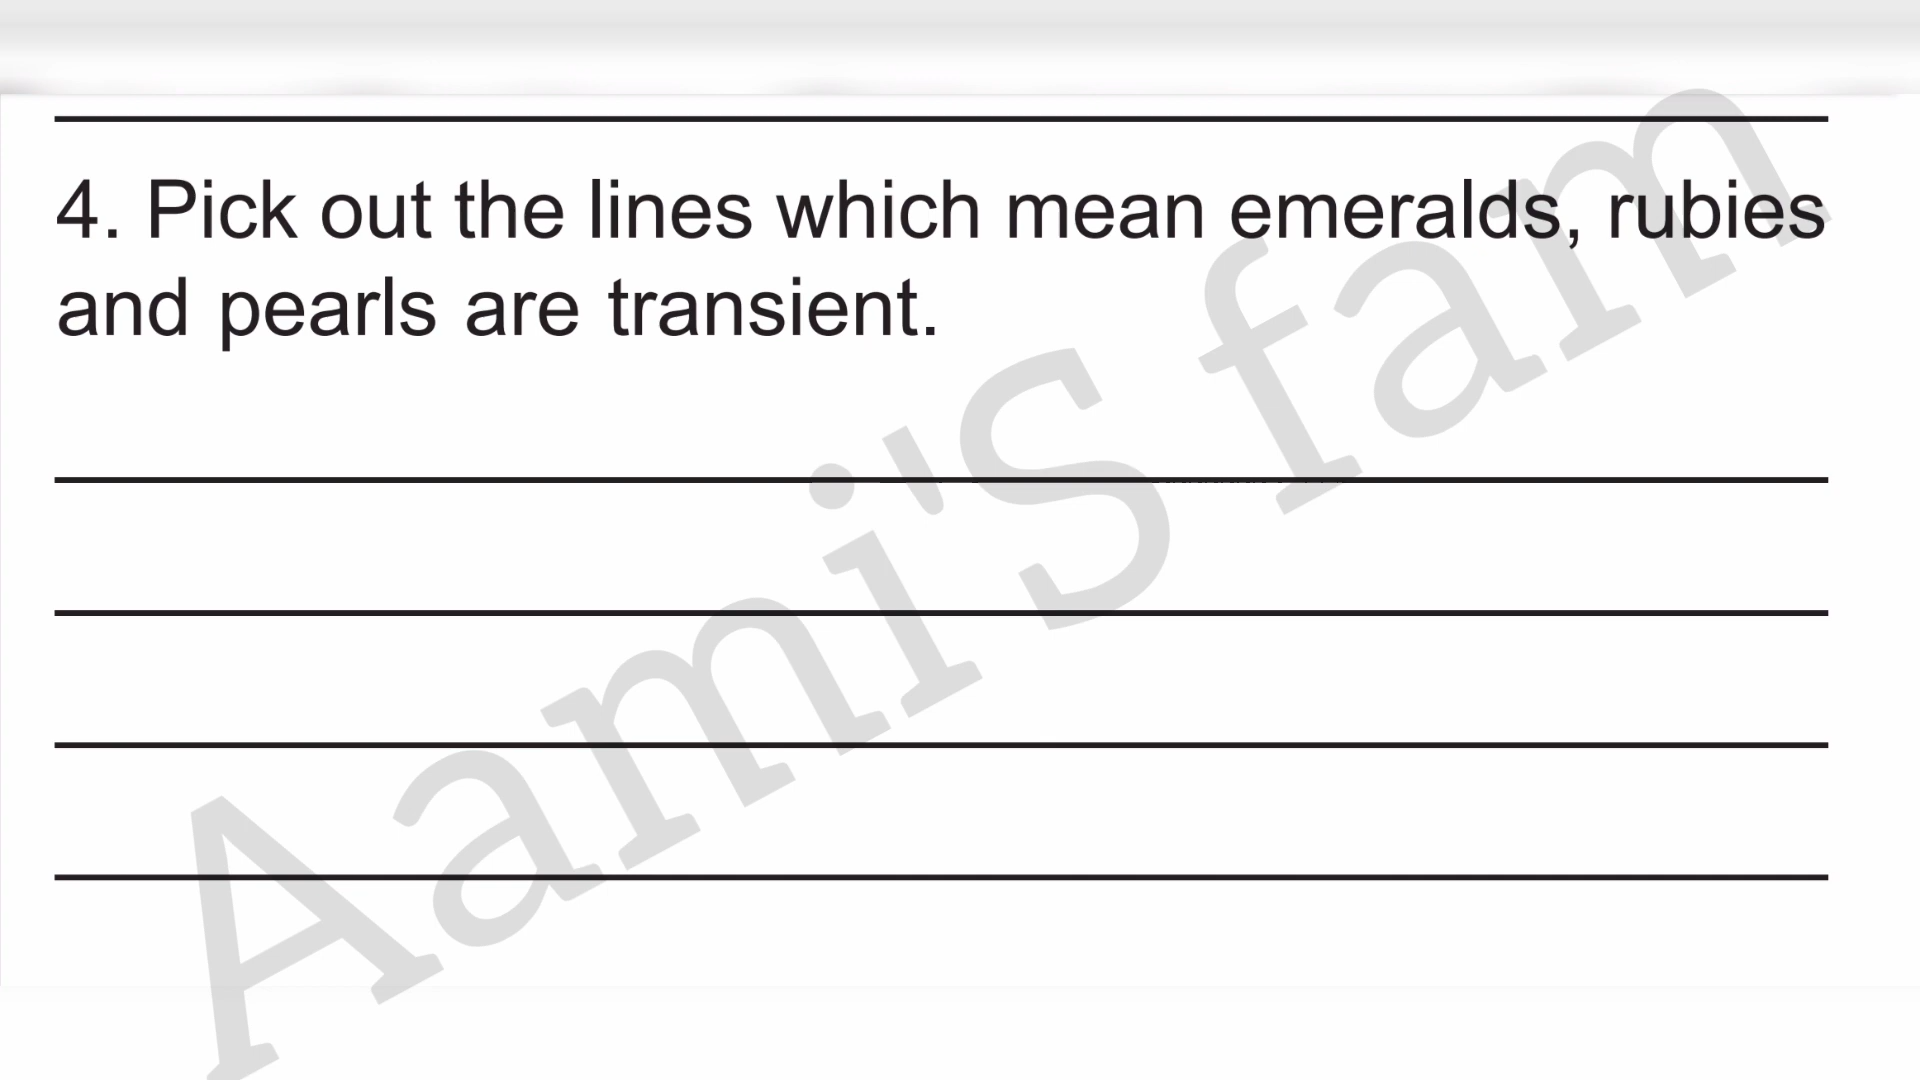 4. Pick out the lines which mean emeralds, rubies
and pearls are transient.
Aami'S fam